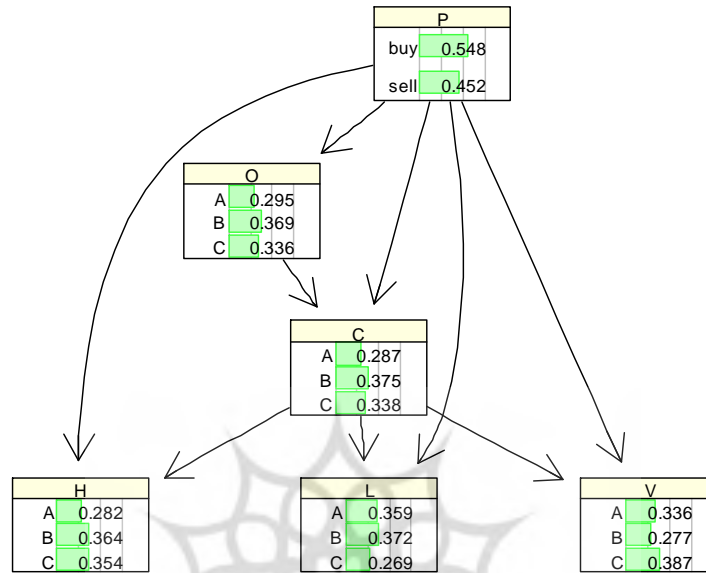 P
buy 0.548
sell 0.452
O
A 0.295
B 0.369
C 0.336
C
A 0.287
B 0.375
C 0.338
H
A 0.282
B 0.364
C 0.354
L
A 0.359
B 0.372
C 0.269
V
A 0.336
B 0.277
C 0.387